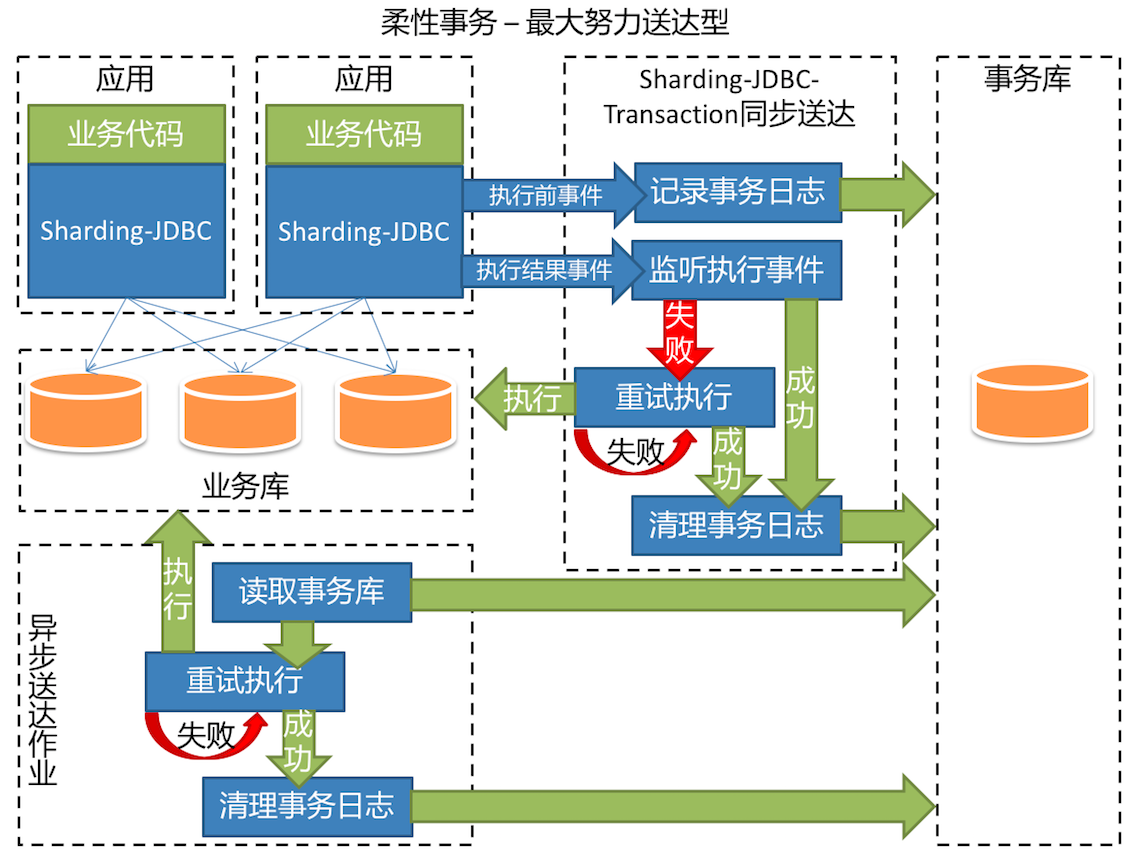 柔性事务 – 最大努力送达型
应用
业务代码
Sharding-JDBC
应用
业务代码
Sharding-JDBC
执行前事件
执行结果事件
Sharding-JDBC-
Transaction同步送达
记录事务日志
监听执行事件
失
败
成
功
重试执行
执行
失败
成
功
清理事务日志
事务库
业务库
异
步
送
达
作
业
执
行
读取事务库
重试执行
失败
成
功
清理事务日志